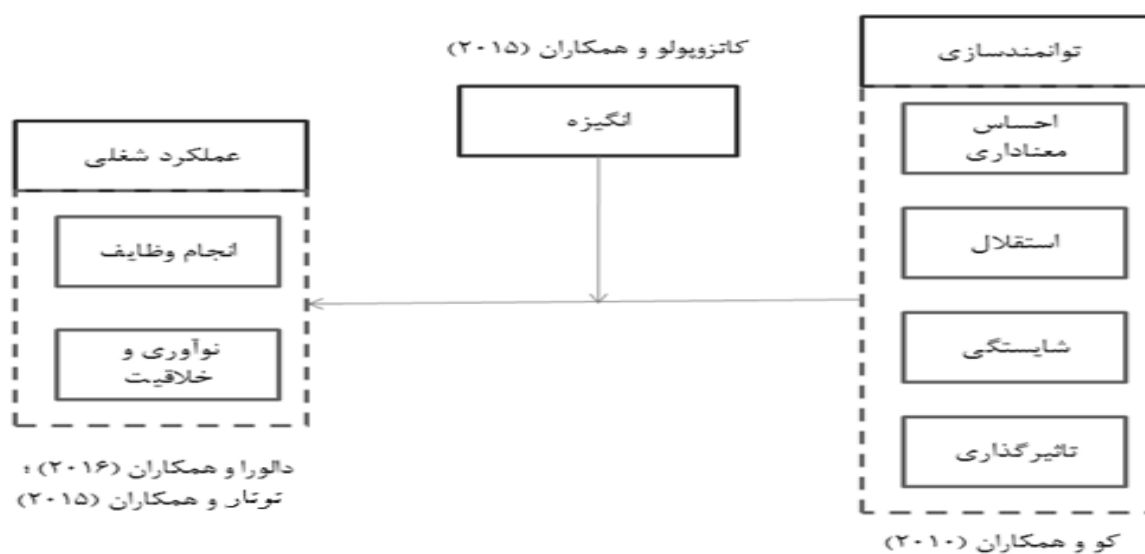 توانمندسازی
احساس
معناداری
استقلال
شایستگی
تاثیرگذاری
کو و همکاران (۲۰۱۰)
کاتزوپولو و همکاران (۲۰۱۵)
انگیزه
عملکرد شغلی
انجام وظایف
نوآوری و
خلاقیت
دالورا و همکاران (۲۰۱۶) ؛
توتار و همکاران (۲۰۱۵)